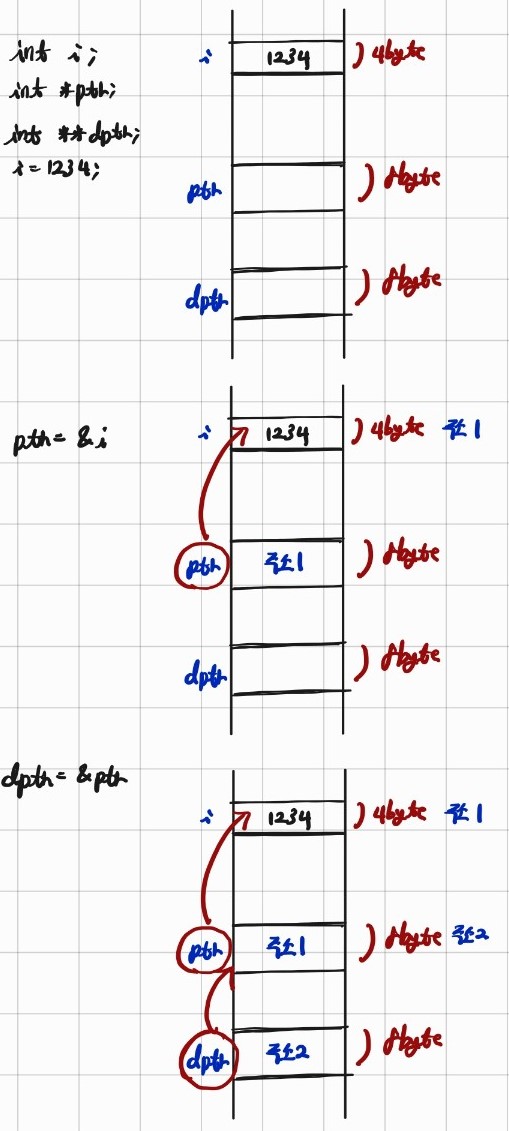 int i;
int *ptr;
int **dptr;
i = 1234;
i 1234 4byte
ptr 8byte
dptr 8byte
ptr = &i
i 1234 4byte 주소1
ptr 주소1 8byte
dptr 8byte
dptr = &ptr
i 1234 4byte 주소1
ptr 주소1 8byte 주소2
dptr 주소2 8byte